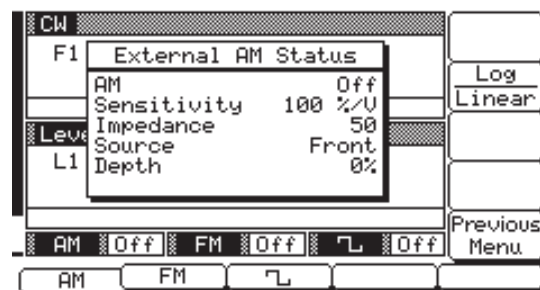 CW
F1
External AM Status
AM Off
Sensitivity 100 %/V
Impedance 50
Source Front
Depth 0%
Leve
L1
AM Off FM Off Off
AM FM
Log
Linear
Previous
Menu